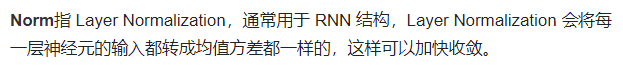 Norm指 Layer Normalization，通常用于 RNN 结构，Layer Normalization 会将每
一层神经元的输入都转成均值方差都一样的，这样可以加快收敛。